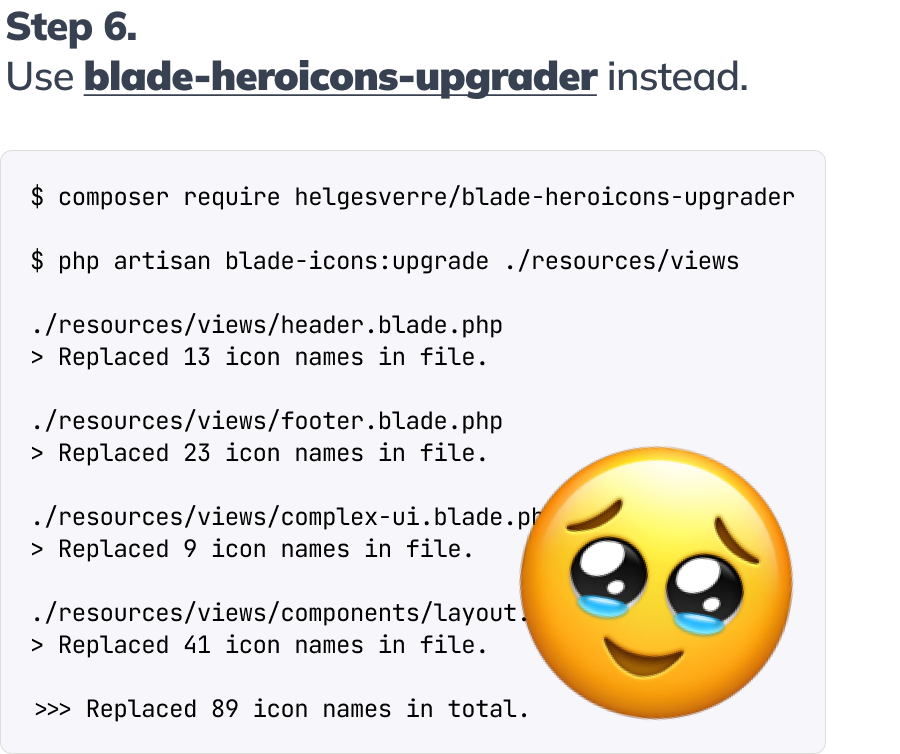 Step 6.
Use blade-heroicons-upgrader instead.
$ composer require helgesverre/blade-heroicons-upgrader
$ php artisan blade-icons:upgrade ./resources/views
./resources/views/header.blade.php
> Replaced 13 icon names in file.
./resources/views/footer.blade.php
> Replaced 23 icon names in file.
./resources/views/complex-ui.blade.ph
> Replaced 9 icon names in file.
./resources/views/components/layout.
> Replaced 41 icon names in file.
>>> Replaced 89 icon names in total.